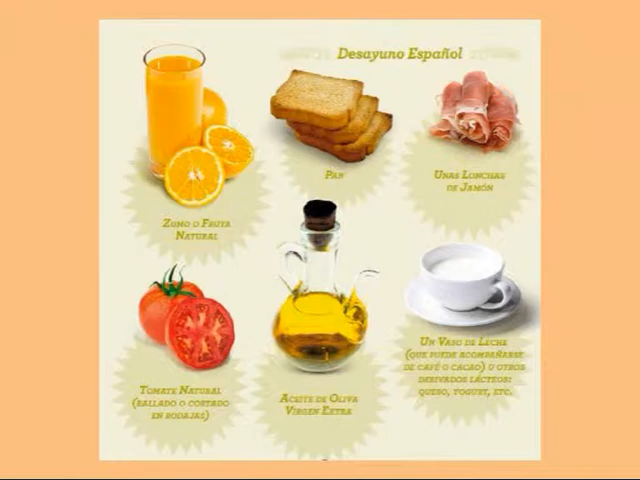 Desayuno Español
Zumo o Fruta
Natural
Pan
Unas Lonchas
de Jamón
Tomate Natural
(rallado o cortado
en rodajas)
Aceite de Oliva
Virgen Extra
Un Vaso de Leche
(que puede acompañarse
de café o cacao) u otros
derivados lácteos:
queso, yogurt, etc.